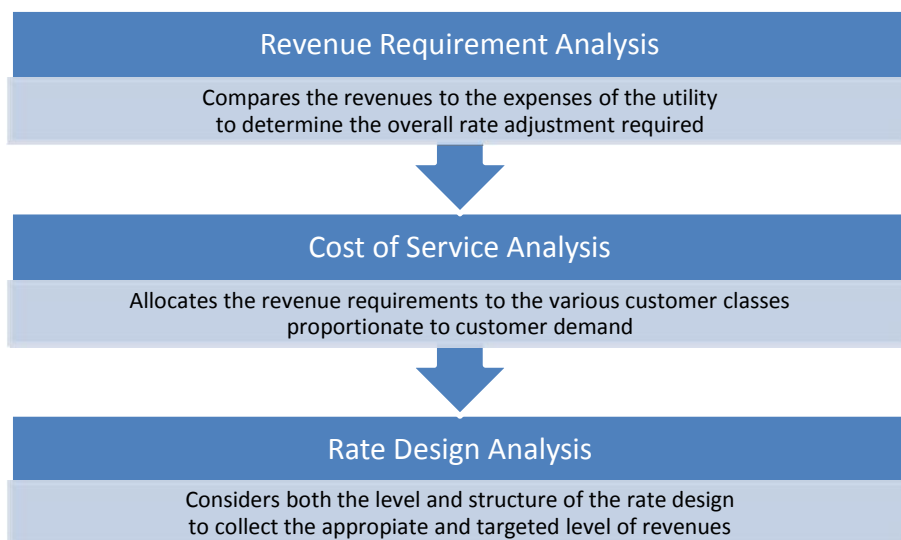 Revenue Requirement Analysis
Compares the revenues to the expenses of the utility
to determine the overall rate adjustment required
Cost of Service Analysis
Allocates the revenue requirements to the various customer classes
proportionate to customer demand
Rate Design Analysis
Considers both the level and structure of the rate design
to collect the appropiate and targeted level of revenues